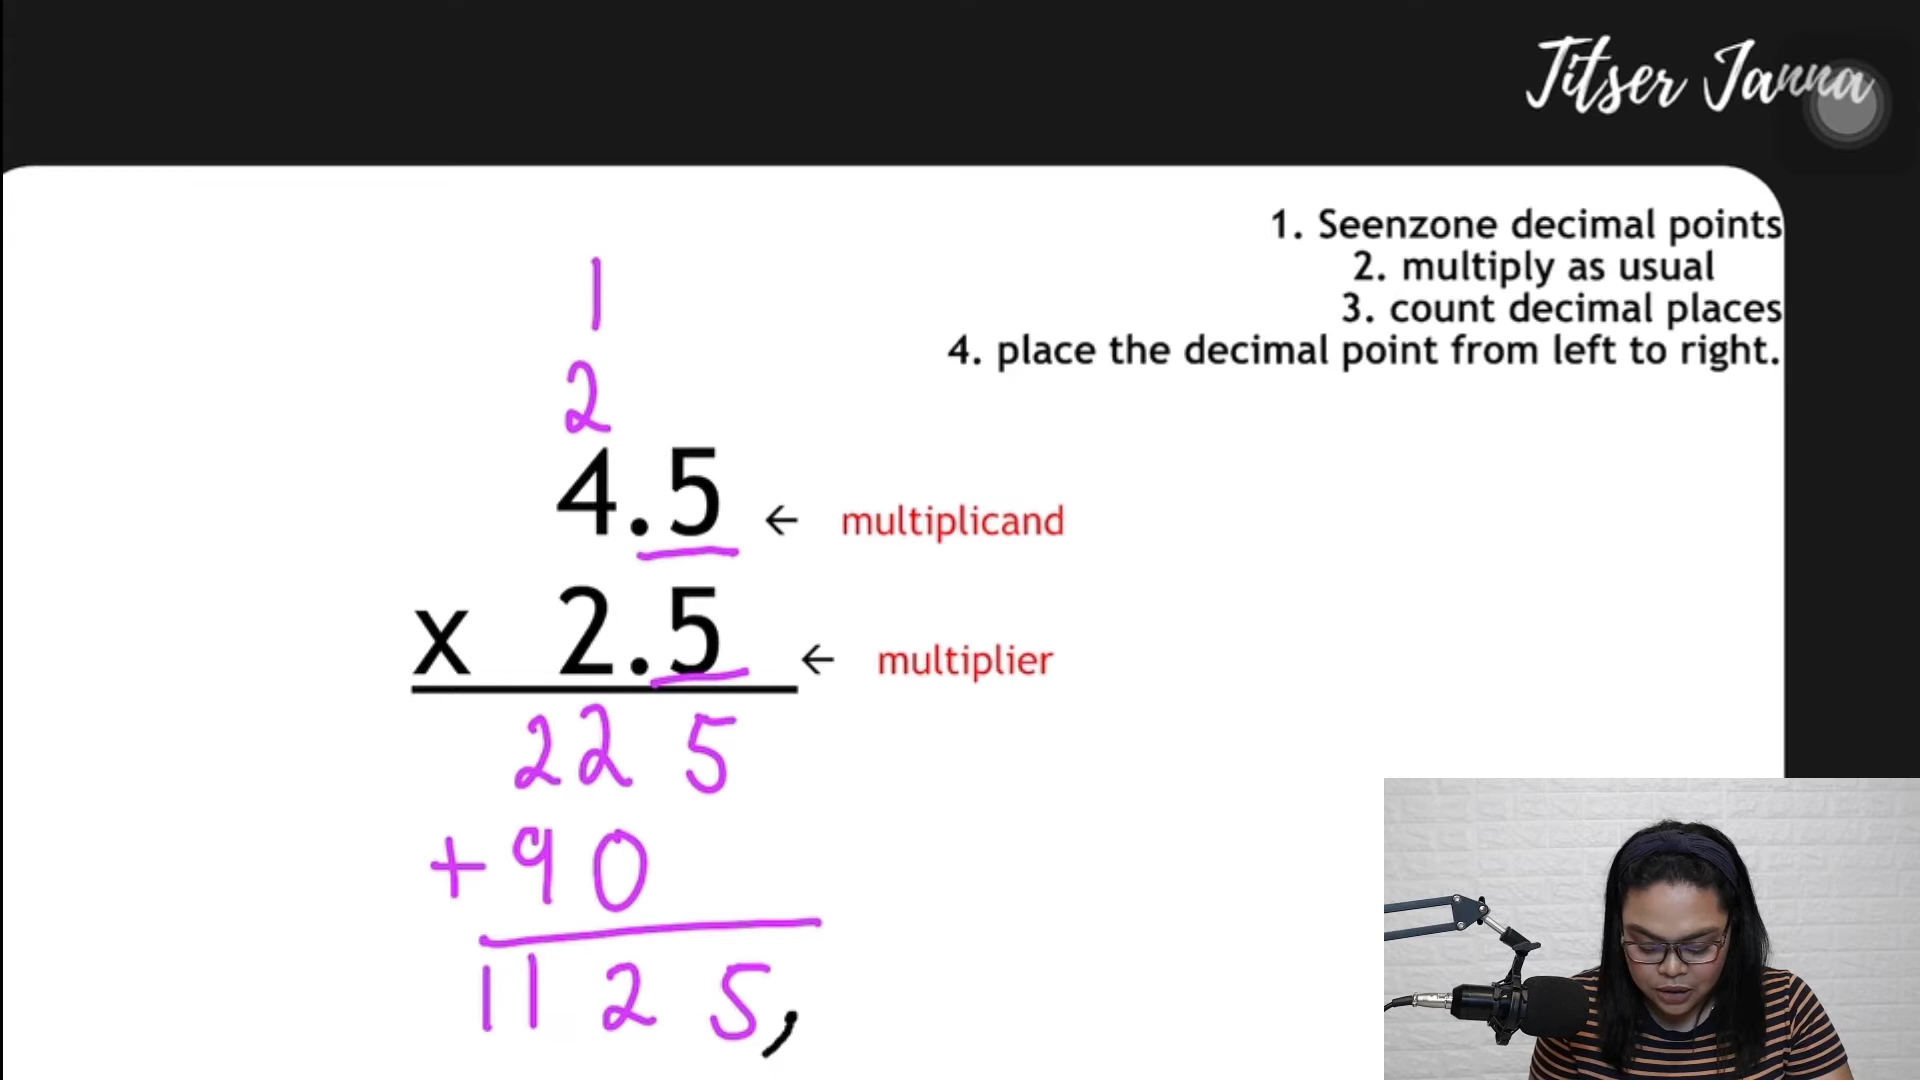 Titser Janna
1. Seenzone decimal points
2. multiply as usual
3. count decimal places
4. place the decimal point from left to right.
1
2
4.5 ← multiplicand
x 2.5 ← multiplier
225
+90
1125,